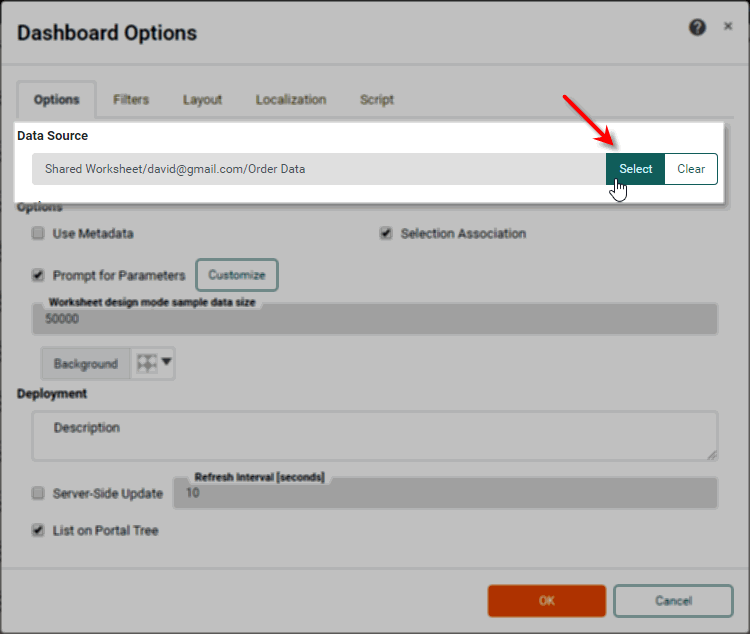 Dashboard Options
Options Filters Layout Localization Script
Data Source
Shared Worksheet/david@gmail.com/Order Data Select Clear
Options
Use Metadata Selection Association
Prompt for Parameters Customize
Worksheet design mode sample data size
50000
Background
Deployment
Description
Refresh Interval [seconds]
Server-Side Update 10
List on Portal Tree
OK Cancel